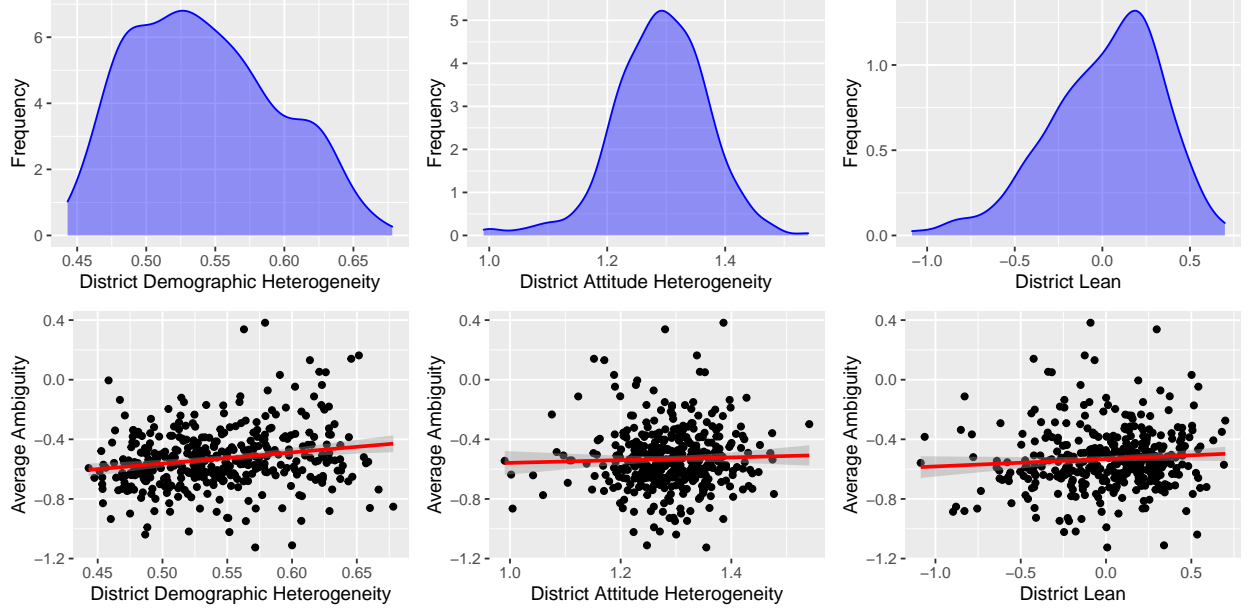 6
4
2
0
Frequency
0.45 0.50 0.55 0.60 0.65
District Demographic Heterogeneity
5
4
3
2
1
0
Frequency
1.0 1.2 1.4
District Attitude Heterogeneity
1.0
0.5
0.0
Frequency
−1.0 −0.5 0.0 0.5
District Lean
0.4
0.0
−0.4
−0.8
−1.2
Average Ambiguity
0.45 0.50 0.55 0.60 0.65
District Demographic Heterogeneity
0.4
0.0
−0.4
−0.8
−1.2
Average Ambiguity
1.0 1.2 1.4
District Attitude Heterogeneity
0.4
0.0
−0.4
−0.8
−1.2
Average Ambiguity
−1.0 −0.5 0.0 0.5
District Lean